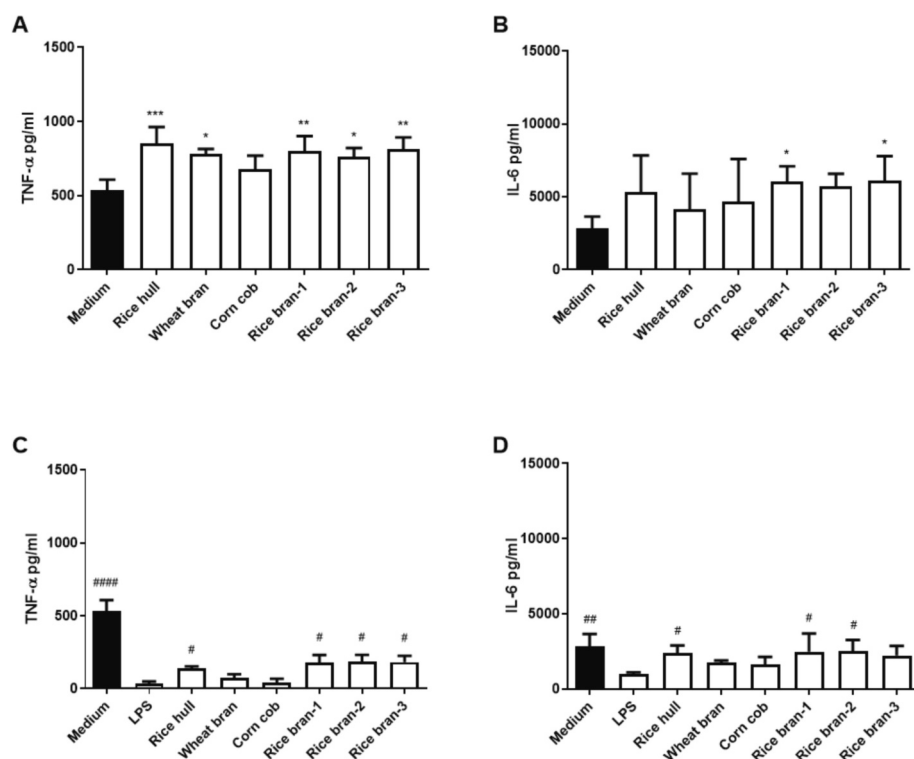 A
TNF-α pg/ml
1500
1000
500
0
***
*
**
*
**
Medium
Rice hull
Wheat bran
Corn cob
Rice bran-1
Rice bran-2
Rice bran-3
B
IL-6 pg/ml
15000
10000
5000
0
*
*
Medium
Rice hull
Wheat bran
Corn cob
Rice bran-1
Rice bran-2
Rice bran-3
C
TNF-α pg/ml
1500
1000
500
0
####
#
#
#
#
Medium
LPS
Rice hull
Wheat bran
Corn cob
Rice bran-1
Rice bran-2
Rice bran-3
D
IL-6 pg/ml
15000
10000
5000
0
##
#
#
#
Medium
LPS
Rice hull
Wheat bran
Corn cob
Rice bran-1
Rice bran-2
Rice bran-3